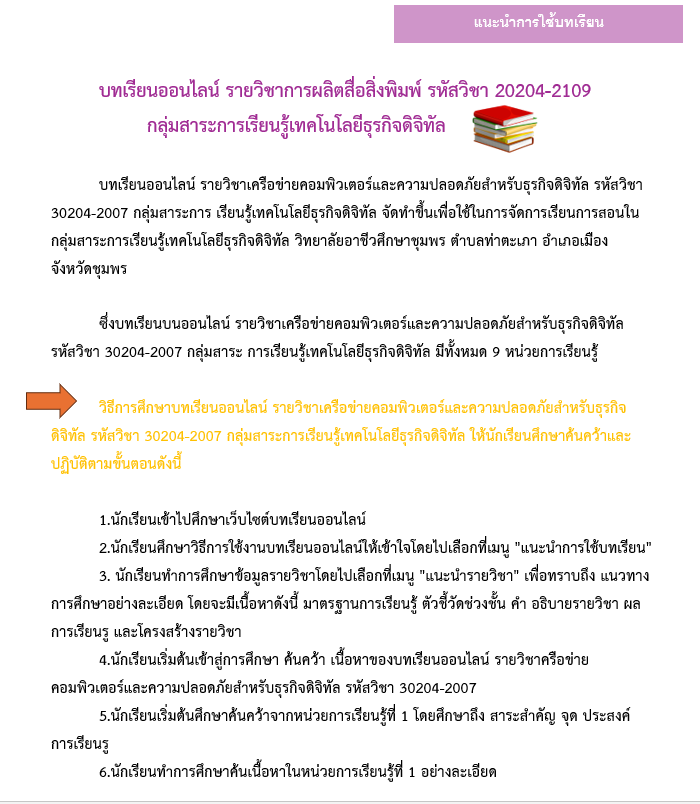 แนะนำการใช้บทเรียน
บทเรียนออนไลน์ รายวิชาการผลิตสื่อสิ่งพิมพ์ รหัสวิชา 20204-2109
กลุ่มสาระการเรียนรู้เทคโนโลยีธุรกิจดิจิทัล
บทเรียนออนไลน์ รายวิชาเครือข่ายคอมพิวเตอร์และความปลอดภัยสำหรับธุรกิจดิจิทัล รหัสวิชา
30204-2007 กลุ่มสาระการ เรียนรู้เทคโนโลยีธุรกิจดิจิทัล จัดทำขึ้นเพื่อใช้ในการจัดการเรียนการสอนใน
กลุ่มสาระการเรียนรู้เทคโนโลยีธุรกิจดิจิทัล วิทยาลัยอาชีวศึกษาชุมพร ตำบลท่าตะเภา อำเภอเมือง
จังหวัดชุมพร
ซึ่งบทเรียนบนออนไลน์ รายวิชาเครือข่ายคอมพิวเตอร์และความปลอดภัยสำหรับธุรกิจดิจิทัล
รหัสวิชา 30204-2007 กลุ่มสาระ การเรียนรู้เทคโนโลยีธุรกิจดิจิทัล มีทั้งหมด 9 หน่วยการเรียนรู้
วิธีการศึกษาบทเรียนออนไลน์ รายวิชาเครือข่ายคอมพิวเตอร์และความปลอดภัยสำหรับธุรกิจ
ดิจิทัล รหัสวิชา 30204-2007 กลุ่มสาระการเรียนรู้เทคโนโลยีธุรกิจดิจิทัล ให้นักเรียนศึกษาค้นคว้าและ
ปฏิบัติตามขั้นตอนดังนี้
1.นักเรียนเข้าไปศึกษาเว็บไซต์บทเรียนออนไลน์
2.นักเรียนศึกษาวิธีการใช้งานบทเรียนออนไลน์ให้เข้าใจโดยไปเลือกที่เมนู "แนะนำการใช้บทเรียน"
3. นักเรียนทำการศึกษาข้อมูลรายวิชาโดยไปเลือกที่เมนู "แนะนำรายวิชา" เพื่อทราบถึง แนวทาง
การศึกษาอย่างละเอียด โดยจะมีเนื้อหาดังนี้ มาตรฐานการเรียนรู้ ตัวชี้วัดช่วงชั้น คำ อธิบายรายวิชา ผล
การเรียนรู และโครงสร้างรายวิชา
4.นักเรียนเริ่มต้นเข้าสู่การศึกษา ค้นคว้า เนื้อหาของบทเรียนออนไลน์ รายวิชาครือข่าย
คอมพิวเตอร์และความปลอดภัยสำหรับธุรกิจดิจิทัล รหัสวิชา 30204-2007
5.นักเรียนเริ่มต้นศึกษาค้นคว้าจากหน่วยการเรียนรู้ที่ 1 โดยศึกษาถึง สาระสำคัญ จุด ประสงค์
การเรียนรู
6.นักเรียนทำการศึกษาค้นเนื้อหาในหน่วยการเรียนรู้ที่ 1 อย่างละเอียด